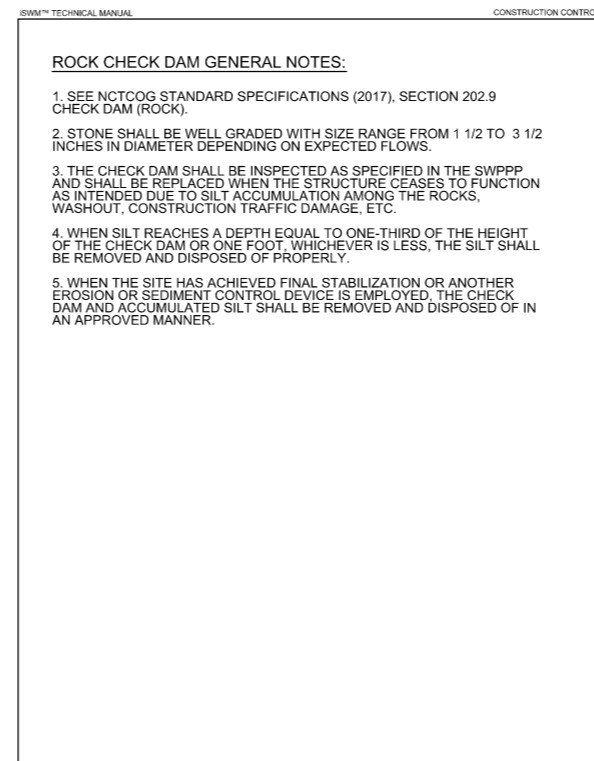 iSWM™ TECHNICAL MANUAL
CONSTRUCTION CONTRO
ROCK CHECK DAM GENERAL NOTES:
1. SEE NCTCOG STANDARD SPECIFICATIONS (2017), SECTION 202.9
CHECK DAM (ROCK).
2. STONE SHALL BE WELL GRADED WITH SIZE RANGE FROM 1 1/2 TO 3 1/2
INCHES IN DIAMETER DEPENDING ON EXPECTED FLOWS.
3. THE CHECK DAM SHALL BE INSPECTED AS SPECIFIED IN THE SWPPP
AND SHALL BE REPLACED WHEN THE STRUCTURE CEASES TO FUNCTION
AS INTENDED DUE TO SILT ACCUMULATION AMONG THE ROCKS,
WASHOUT, CONSTRUCTION TRAFFIC DAMAGE, ETC.
4. WHEN SILT REACHES A DEPTH EQUAL TO ONE-THIRD OF THE HEIGHT
OF THE CHECK DAM OR ONE FOOT, WHICHEVER IS LESS, THE SILT SHALL
BE REMOVED AND DISPOSED OF PROPERLY.
5. WHEN THE SITE HAS ACHIEVED FINAL STABILIZATION OR ANOTHER
EROSION OR SEDIMENT CONTROL DEVICE IS EMPLOYED, THE CHECK
DAM AND ACCUMULATED SILT SHALL BE REMOVED AND DISPOSED OF IN
AN APPROVED MANNER.